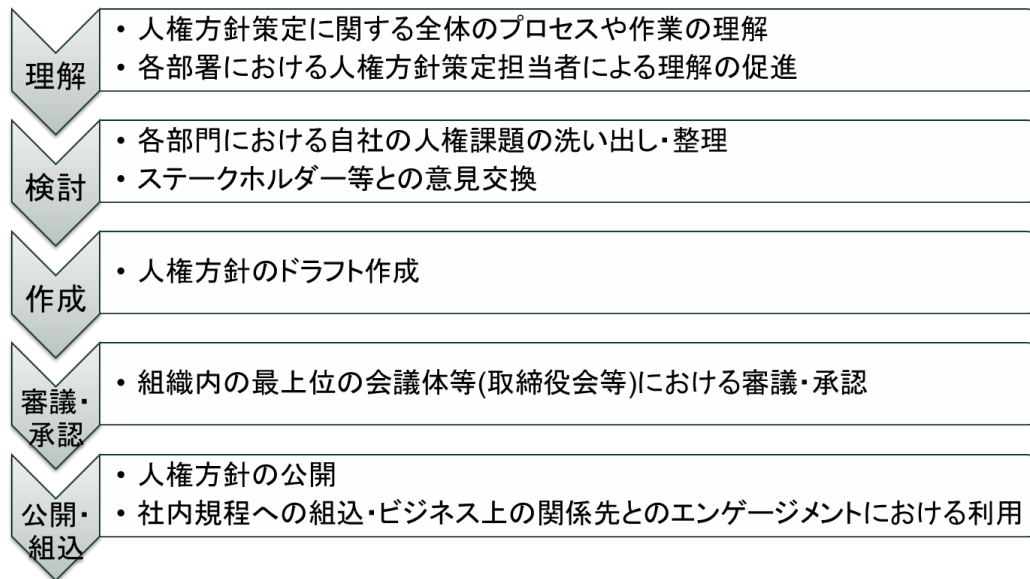 理解
• 人権方針策定に関する全体のプロセスや作業の理解
• 各部署における人権方針策定担当者による理解の促進
検討
• 各部門における自社の人権課題の洗い出し・整理
• ステークホルダー等との意見交換
作成
• 人権方針のドラフト作成
審議・
承認
• 組織内の最上位の会議体等(取締役会等)における審議・承認
公開・
組込
• 人権方針の公開
• 社内規程への組込・ビジネス上の関係先とのエンゲージメントにおける利用